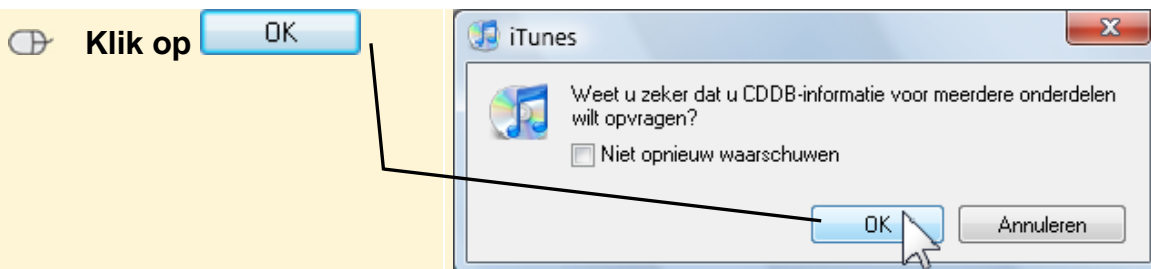 Klik op OK
iTunes
Weet u zeker dat u CDDB-informatie voor meerdere onderdelen
wilt opvragen?
Niet opnieuw waarschuwen
OK Annuleren